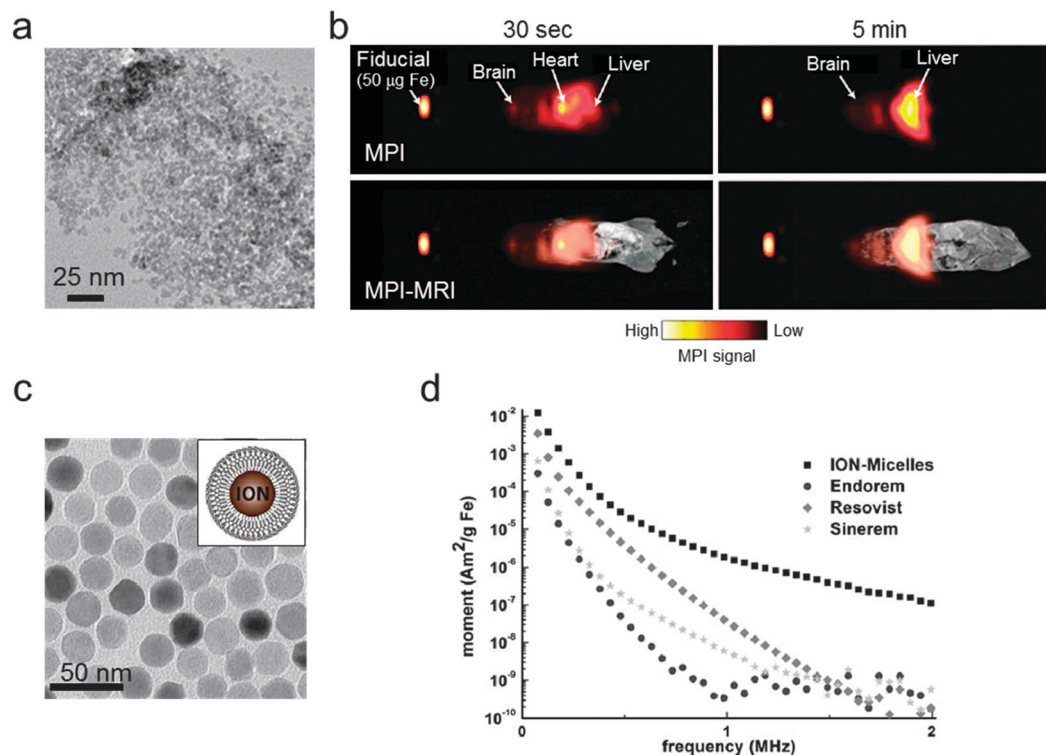 a
25 nm
b
30 sec
5 min
Fiducial
(50 µg Fe)
Brain
Heart
Liver
MPI
Brain
Liver
MPI-MRI
High
Low
MPI signal
c
ION
50 nm
d
10⁻²
10⁻³
10⁻⁴
10⁻⁵
10⁻⁶
10⁻⁷
10⁻⁸
10⁻⁹
10⁻¹⁰
moment (Am²/g Fe)
ION-Micelles
Endorem
Resovist
Sinerem
0
1
2
frequency (MHz)